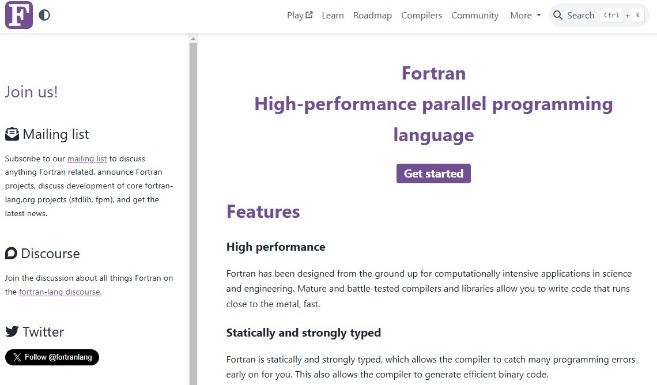 F
Play Learn Roadmap Compilers Community More Search Ctrl + K
Join us!
Mailing list
Subscribe to our mailing list to discuss
anything Fortran related, announce Fortran
projects, discuss development of core fortran-
lang.org projects (stdlib, fpm), and get the
latest news.
Discourse
Join the discussion about all things Fortran on
the fortran-lang discourse.
Twitter
Follow @fortranlang
Fortran
High-performance parallel programming
language
Get started
Features
High performance
Fortran has been designed from the ground up for computationally intensive applications in science
and engineering. Mature and battle-tested compilers and libraries allow you to write code that runs
close to the metal, fast.
Statically and strongly typed
Fortran is statically and strongly typed, which allows the compiler to catch many programming errors
early on for you. This also allows the compiler to generate efficient binary code.